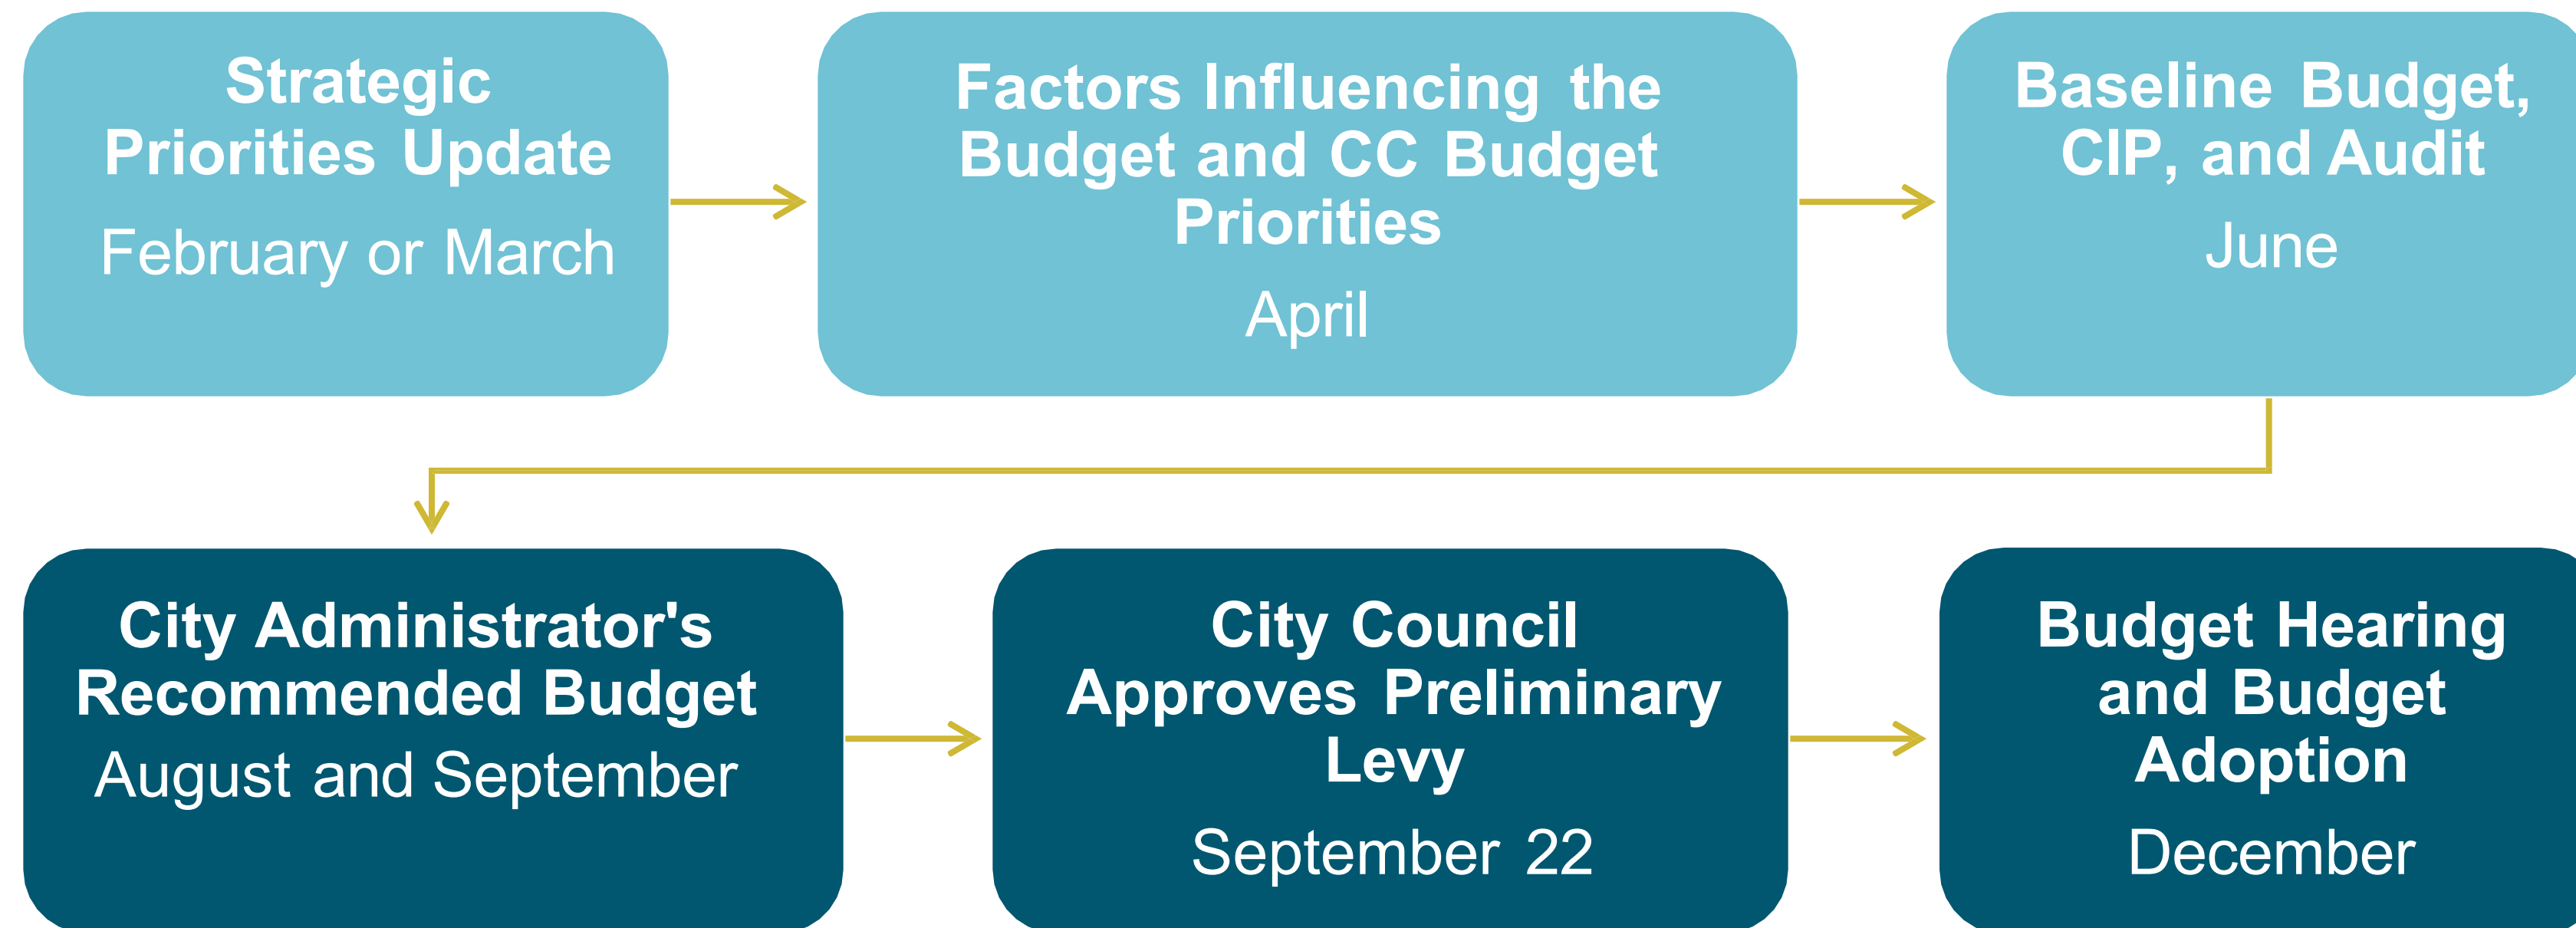 Strategic
Priorities Update
February or March
Factors Influencing the
Budget and CC Budget
Priorities
April
Baseline Budget,
CIP, and Audit
June
City Administrator's
Recommended Budget
August and September
City Council
Approves Preliminary
Levy
September 22
Budget Hearing
and Budget
Adoption
December